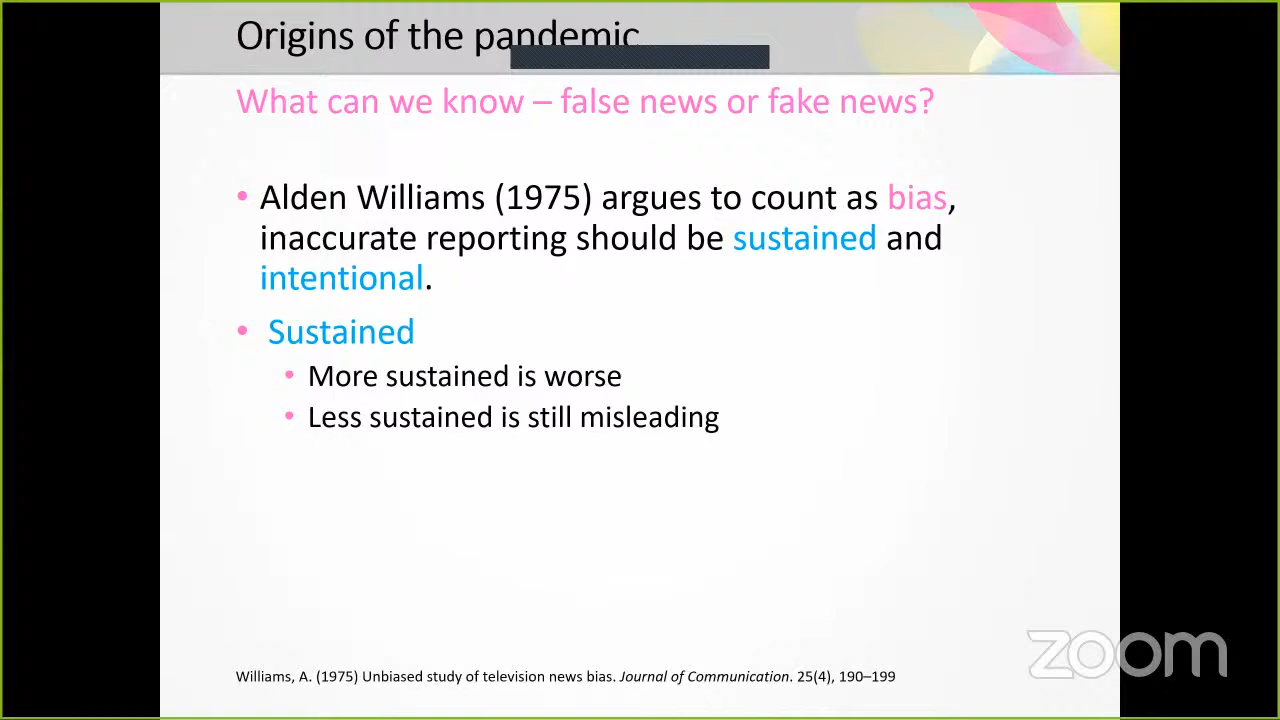 Origins of the pandemic
What can we know – false news or fake news?
• Alden Williams (1975) argues to count as bias,
inaccurate reporting should be sustained and
intentional.
• Sustained
• More sustained is worse
• Less sustained is still misleading
Williams, A. (1975) Unbiased study of television news bias. Journal of Communication. 25(4), 190–199
zoom